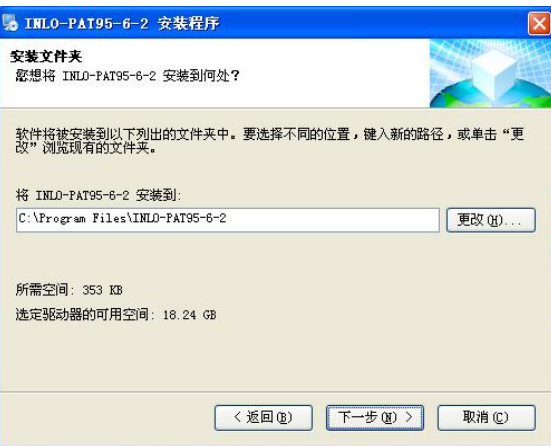 INLO-PAT95-6-2 安装程序
安装文件夹
您想将 INLO-PAT95-6-2 安装到何处?
软件将被安装到以下列出的文件夹中。要选择不同的位置，键入新的路径，或单击“更
改”浏览现有的文件夹。
将 INLO-PAT95-6-2 安装到:
C:\Program Files\INLO-PAT95-6-2
更改(H)...
所需空间: 353 KB
选定驱动器的可用空间: 18.24 GB
< 返回(B)
下一步(N) >
取消(C)